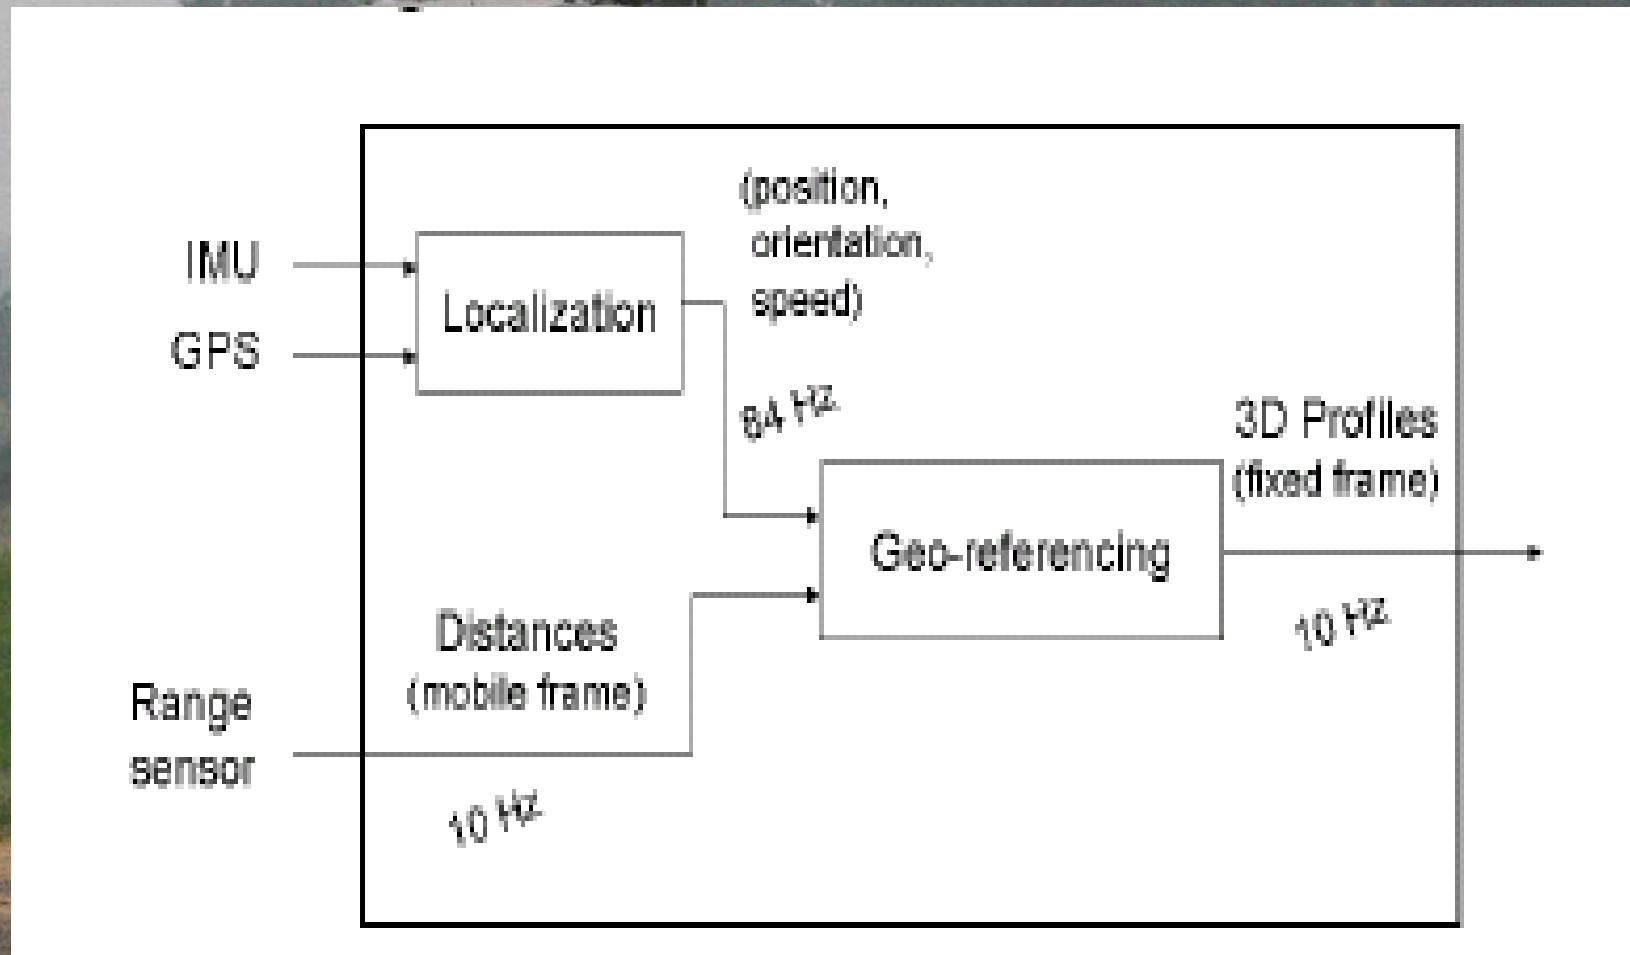 (position,
orientation,
speed)
IMU
GPS
Localization
84 Hz
3D Profiles
(fixed frame)
Geo-referencing
10 Hz
Distances
(mobile frame)
Range
sensor
10 Hz